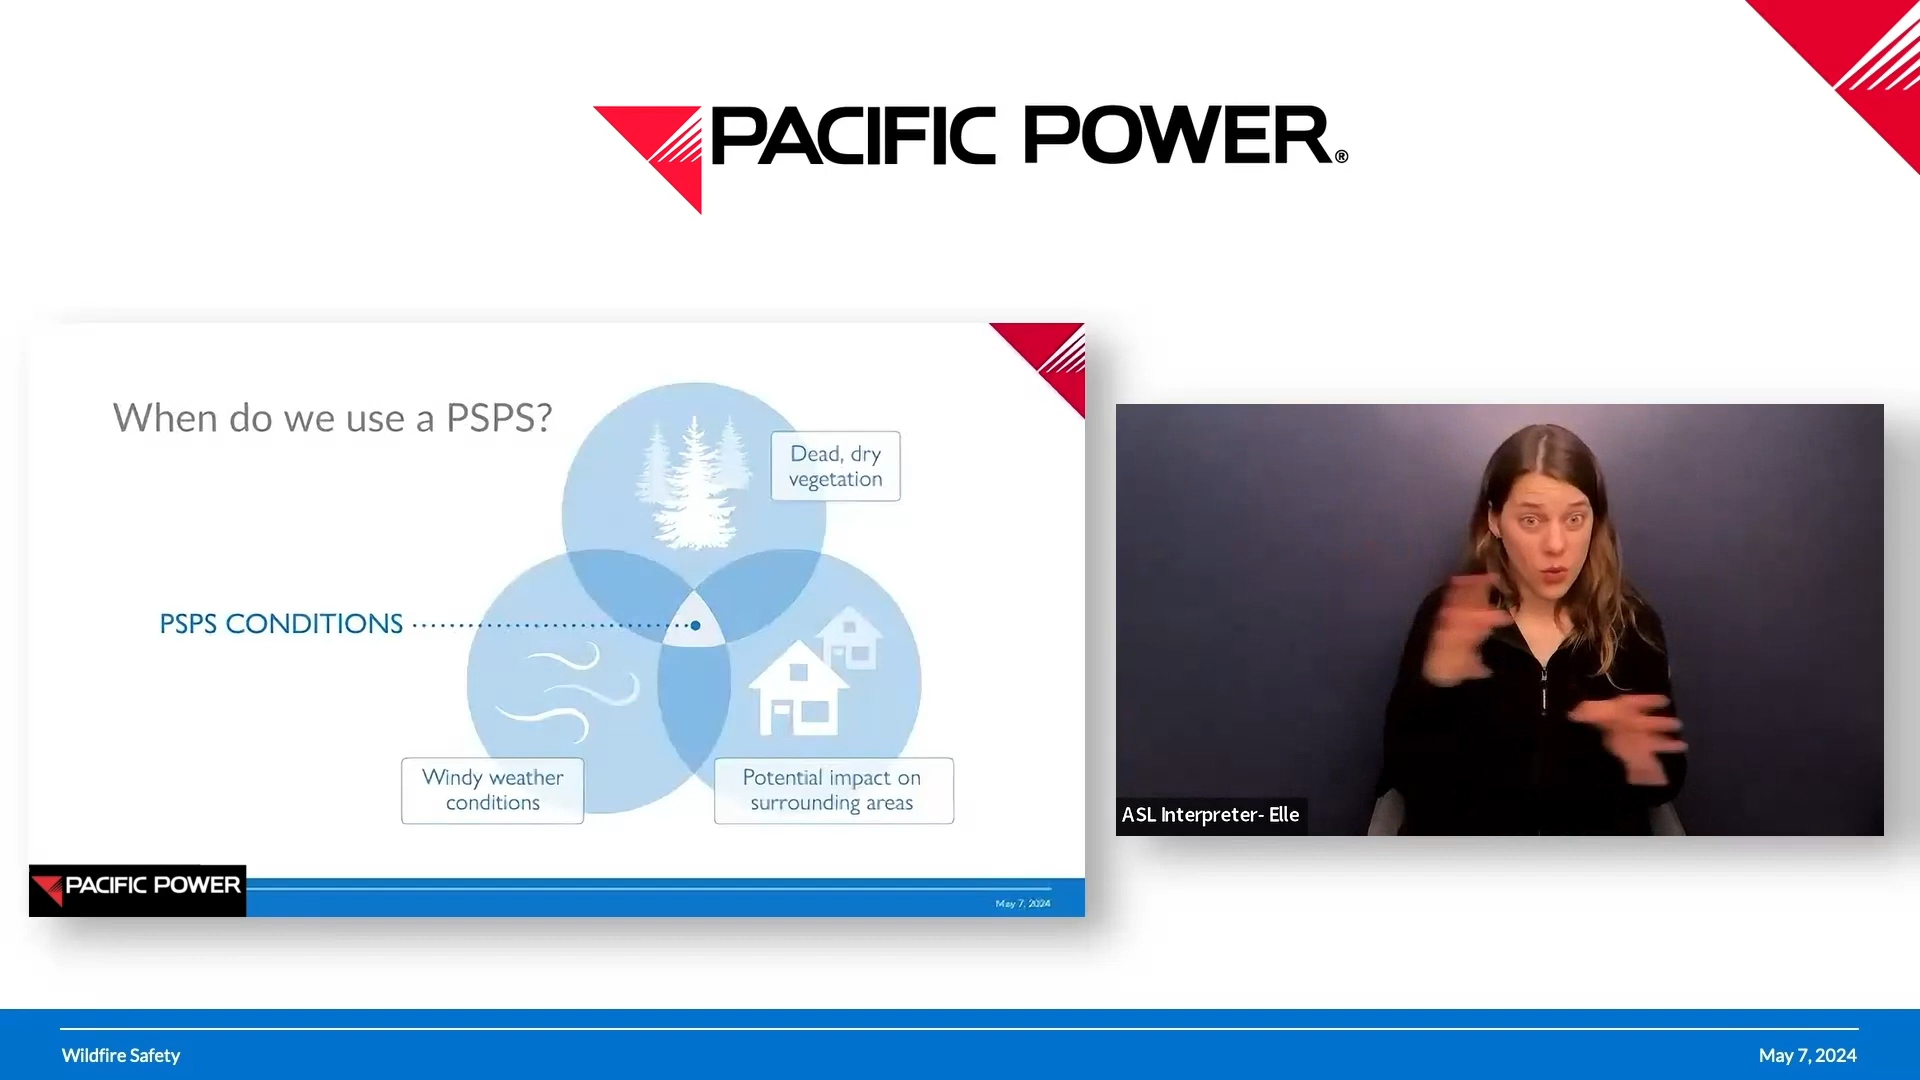 PACIFIC POWER®
When do we use a PSPS?
Dead, dry
vegetation
PSPS CONDITIONS
Windy weather
conditions
Potential impact on
surrounding areas
PACIFIC POWER
May 7, 2024
ASL Interpreter- Elle
Wildfire Safety
May 7, 2024